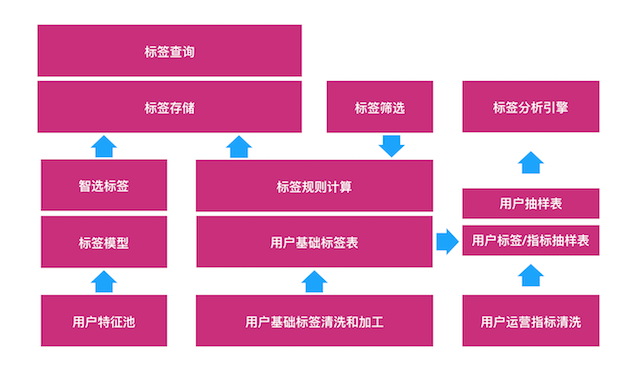 标签查询
标签存储
标签筛选
标签分析引擎
智选标签
标签规则计算
用户抽样表
标签模型
用户基础标签表
用户标签/指标抽样表
用户特征池
用户基础标签清洗和加工
用户运营指标清洗